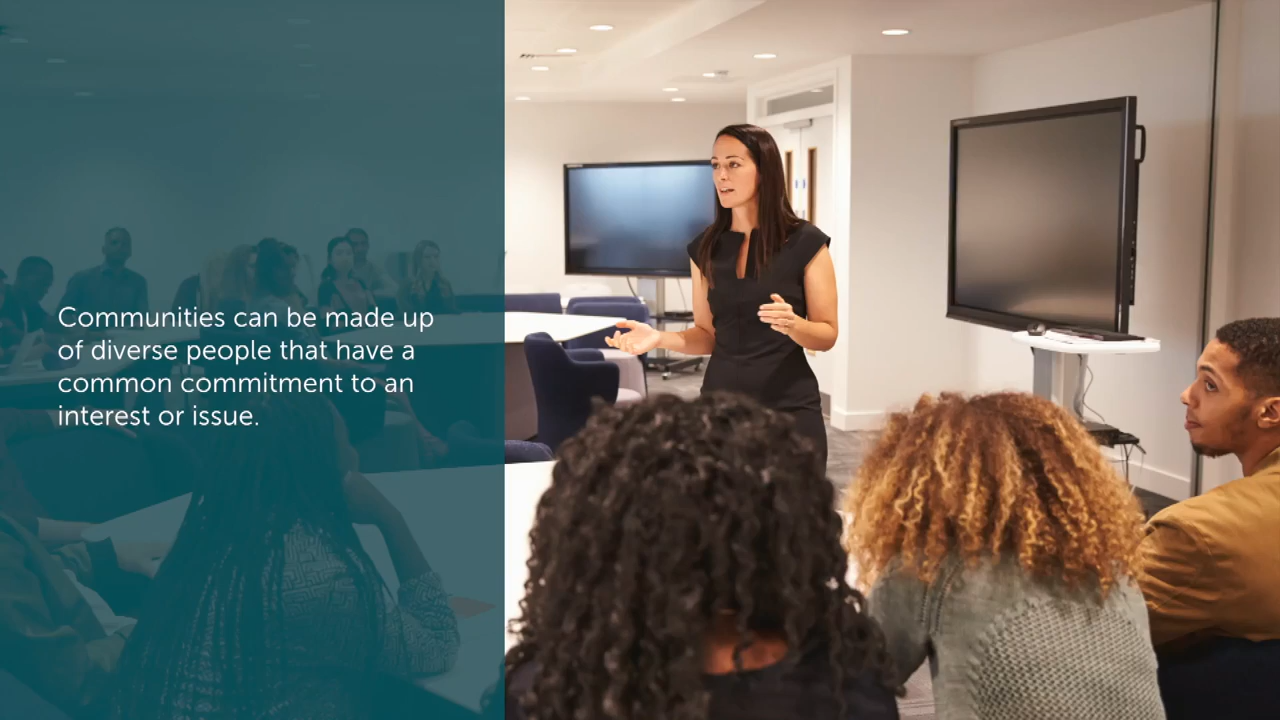 Communities can be made up
of diverse people that have a
common commitment to an
interest or issue.